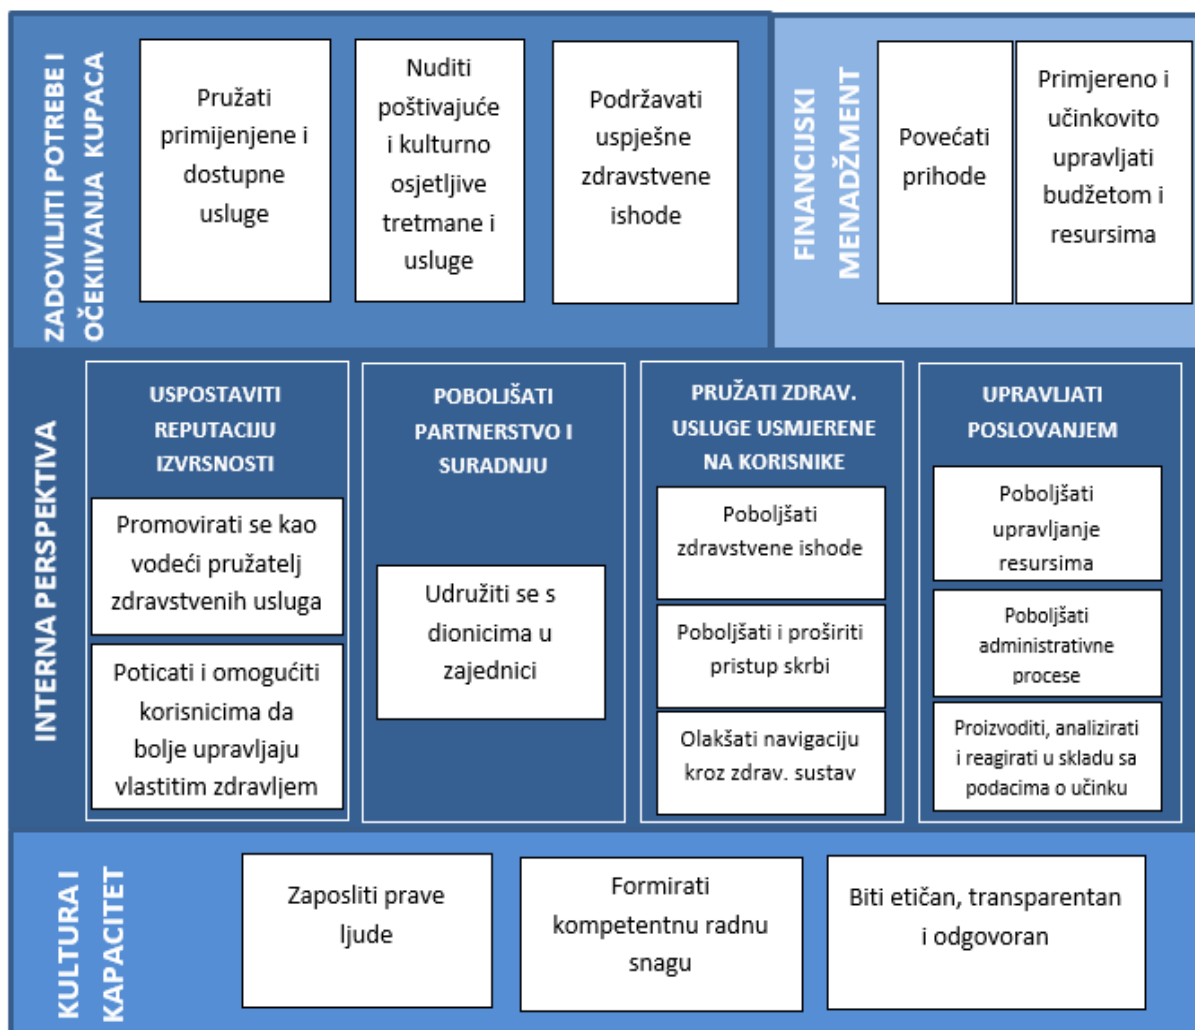 ZADOVILJITI POTREBE I
OČEKIIVANJA KUPACA
Pružati
primijenjene i
dostupne
usluge
Nuditi
poštivajuće
i kulturno
osjetljive
tretmane i
usluge
Podržavati
uspješne
zdravstvene
ishode
FINANCIJSKI
MENADŽMENT
Povećati
prihode
Primjereno i
učinkovito
upravljati
budžetom i
resursima
INTERNA PERSPEKTIVA
USPOSTAVITI
REPUTACIJU
IZVRSNOSTI
Promovirati se kao
vodeći pružatelj
zdravstvenih usluga
Poticati i omogućiti
korisnicima da
bolje upravljaju
vlastitim zdravljem
POBOLJŠATI
PARTNERSTVO I
SURADNJU
Udružiti se s
dionicima u
zajednici
PRUŽATI ZDRAV.
USLUGE USMJERENE
NA KORISNIKE
Poboljšati
zdravstvene ishode
Poboljšati i proširiti
pristup skrbi
Olakšati navigaciju
kroz zdrav. sustav
UPRAVLJATI
POSLOVANJEM
Poboljšati
upravljanje
resursima
Poboljšati
administrativne
procese
Proizvoditi, analizirati
i reagirati u skladu sa
podacima o učinku
KULTURA I
KAPACITET
Zaposliti prave
ljude
Formirati
kompetentnu radnu
snagu
Biti etičan, transparentan
i odgovoran